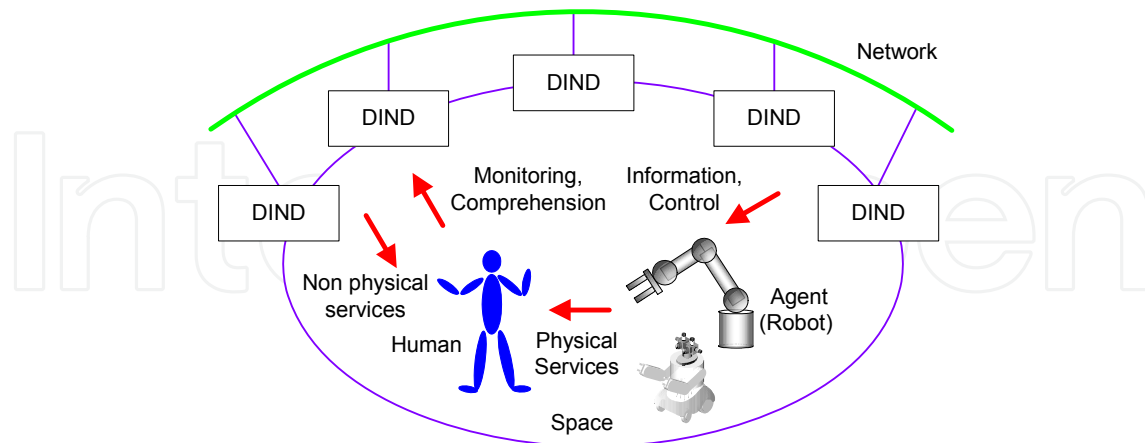 Network
DIND
DIND
DIND
DIND
DIND
Monitoring,
Comprehension
Information,
Control
Non physical
services
Human
Physical
Services
Agent
(Robot)
Space